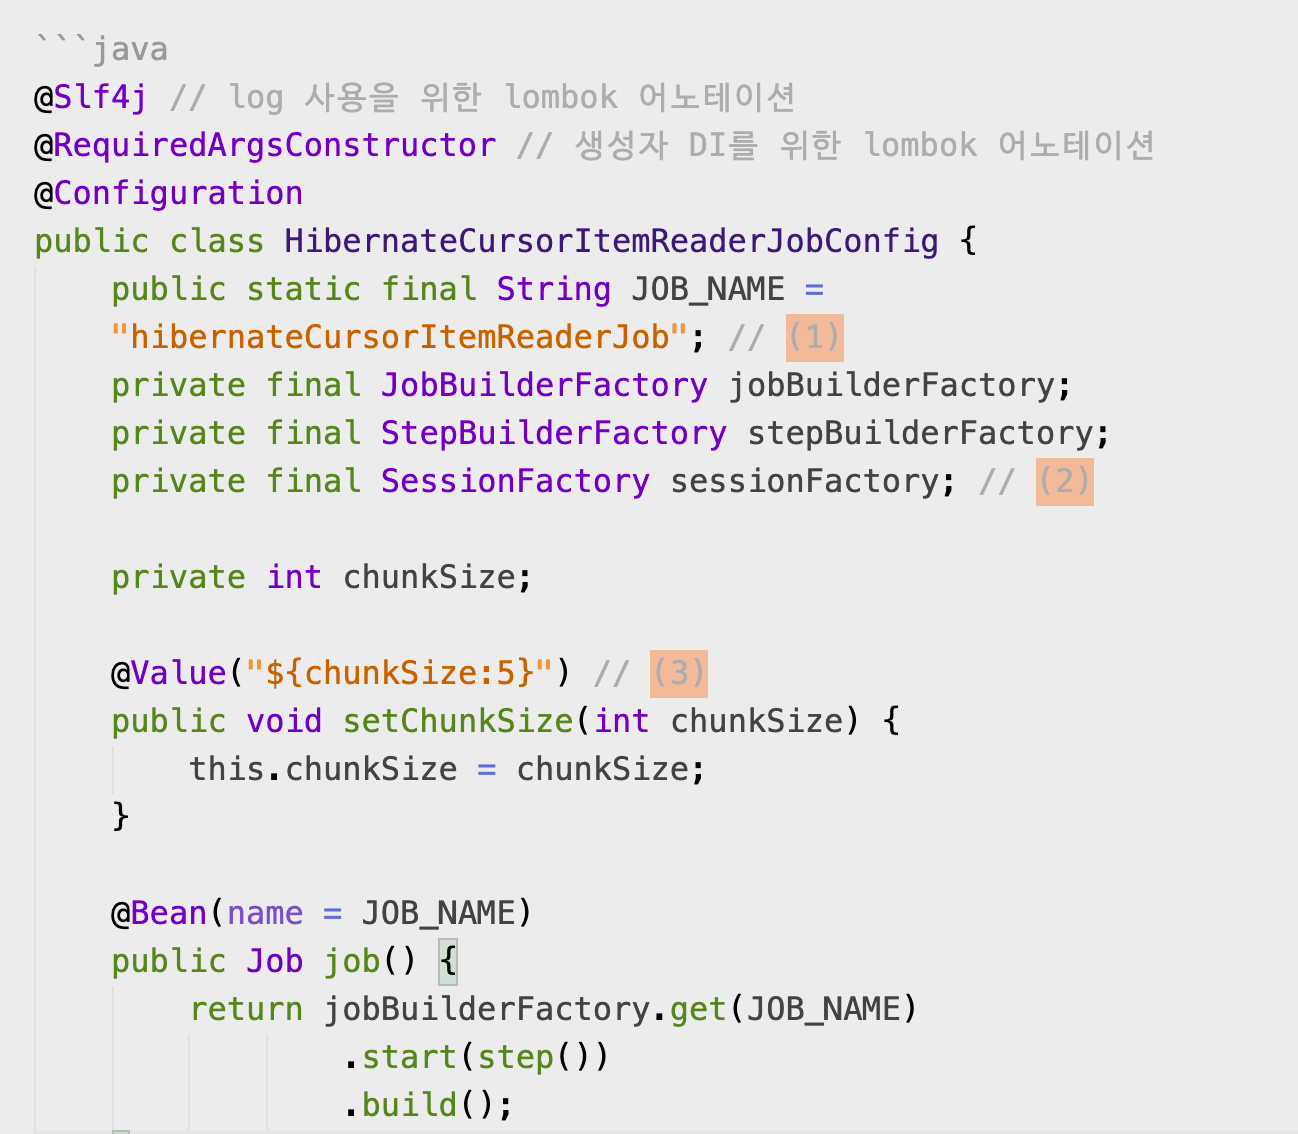 ```java
@Slf4j // log 사용을 위한 lombok 어노테이션
@RequiredArgsConstructor // 생성자 DI를 위한 lombok 어노테이션
@Configuration
public class HibernateCursorItemReaderJobConfig {
    public static final String JOB_NAME =
    "hibernateCursorItemReaderJob"; // (1)
    private final JobBuilderFactory jobBuilderFactory;
    private final StepBuilderFactory stepBuilderFactory;
    private final SessionFactory sessionFactory; // (2)
    private int chunkSize;
    @Value("${chunkSize:5}") // (3)
    public void setChunkSize(int chunkSize) {
        this.chunkSize = chunkSize;
    }
    @Bean(name = JOB_NAME)
    public Job job() {
        return jobBuilderFactory.get(JOB_NAME)
                .start(step())
                .build();